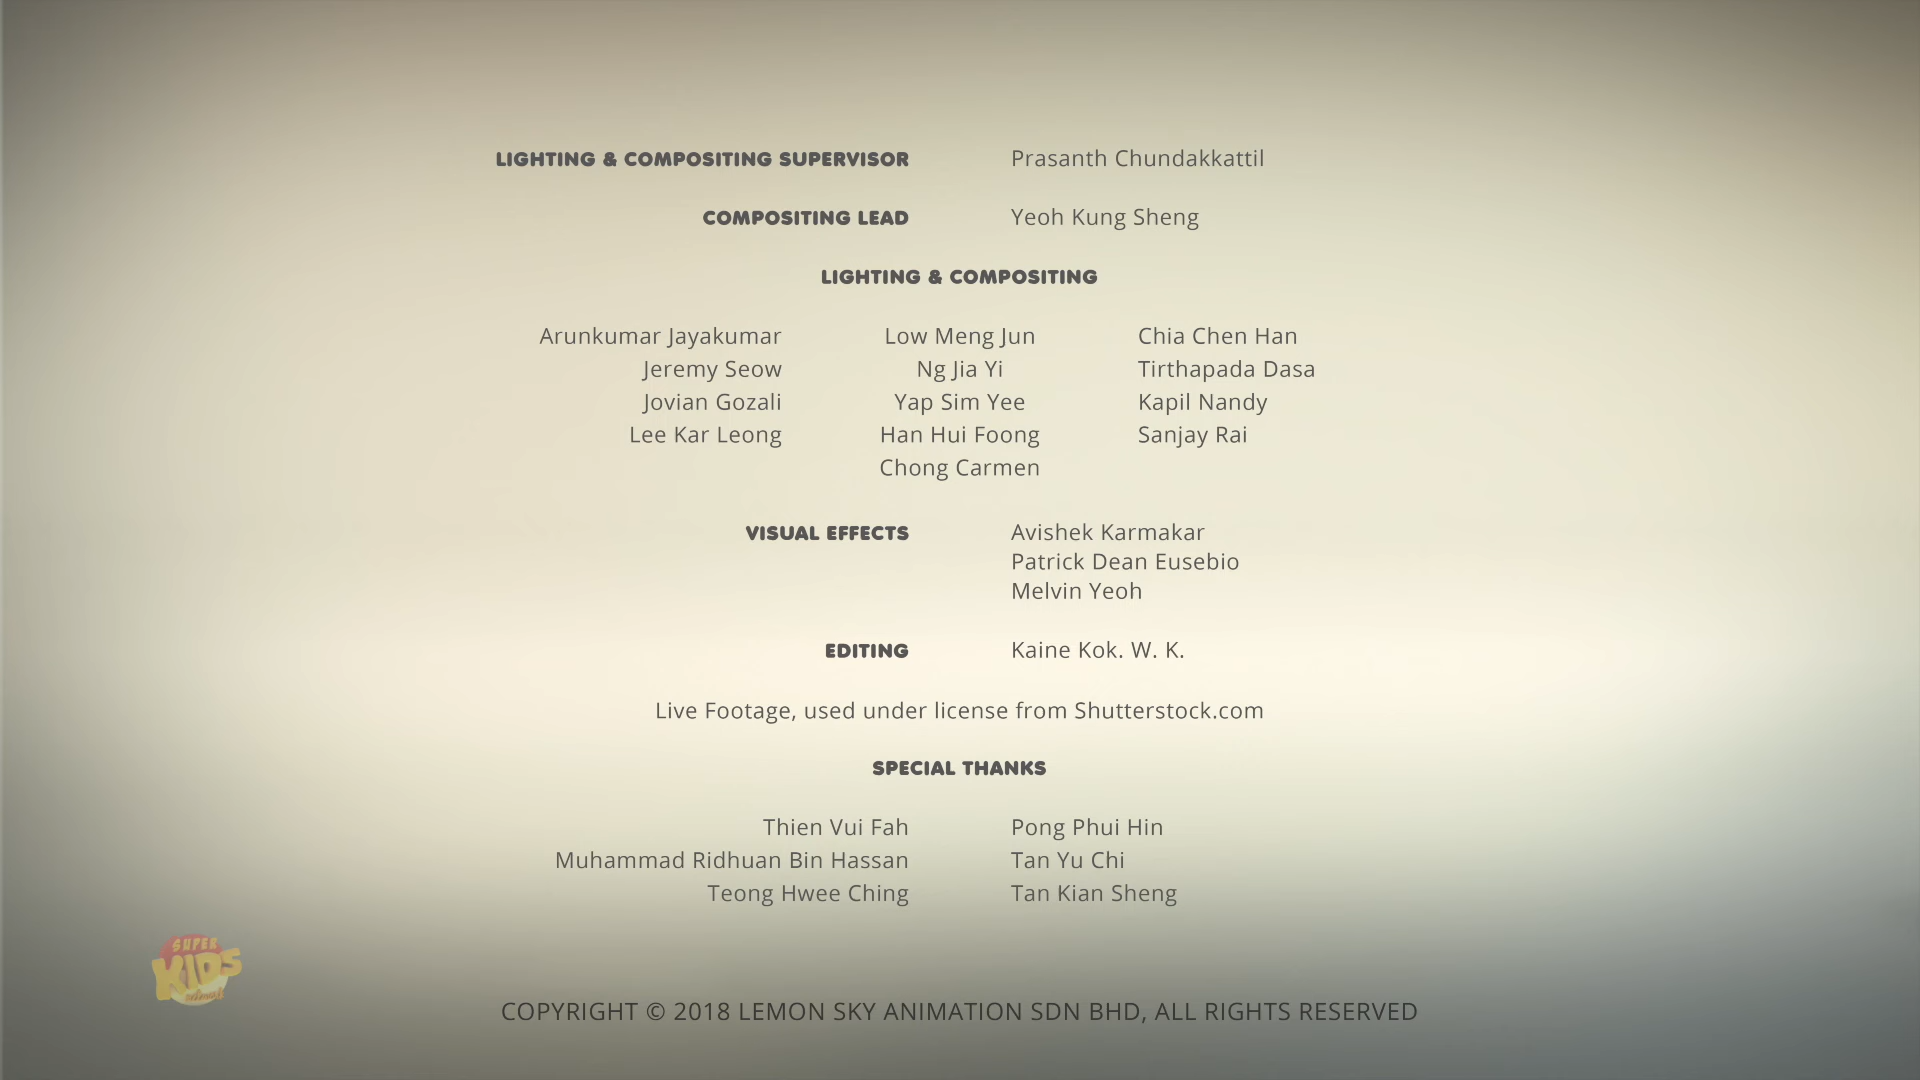 LIGHTING & COMPOSITING SUPERVISOR Prasanth Chundakkattil
COMPOSITING LEAD Yeoh Kung Sheng
LIGHTING & COMPOSITING
Arunkumar Jayakumar Low Meng Jun Chia Chen Han
Jeremy Seow Ng Jia Yi Tirthapada Dasa
Jovian Gozali Yap Sim Yee Kapil Nandy
Lee Kar Leong Han Hui Foong Sanjay Rai
Chong Carmen
VISUAL EFFECTS Avishek Karmakar
Patrick Dean Eusebio
Melvin Yeoh
EDITING Kaine Kok. W. K.
Live Footage, used under license from Shutterstock.com
SPECIAL THANKS
Thien Vui Fah Pong Phui Hin
Muhammad Ridhuan Bin Hassan Tan Yu Chi
Teong Hwee Ching Tan Kian Sheng
SUPER
KIDS
COPYRIGHT © 2018 LEMON SKY ANIMATION SDN BHD, ALL RIGHTS RESERVED